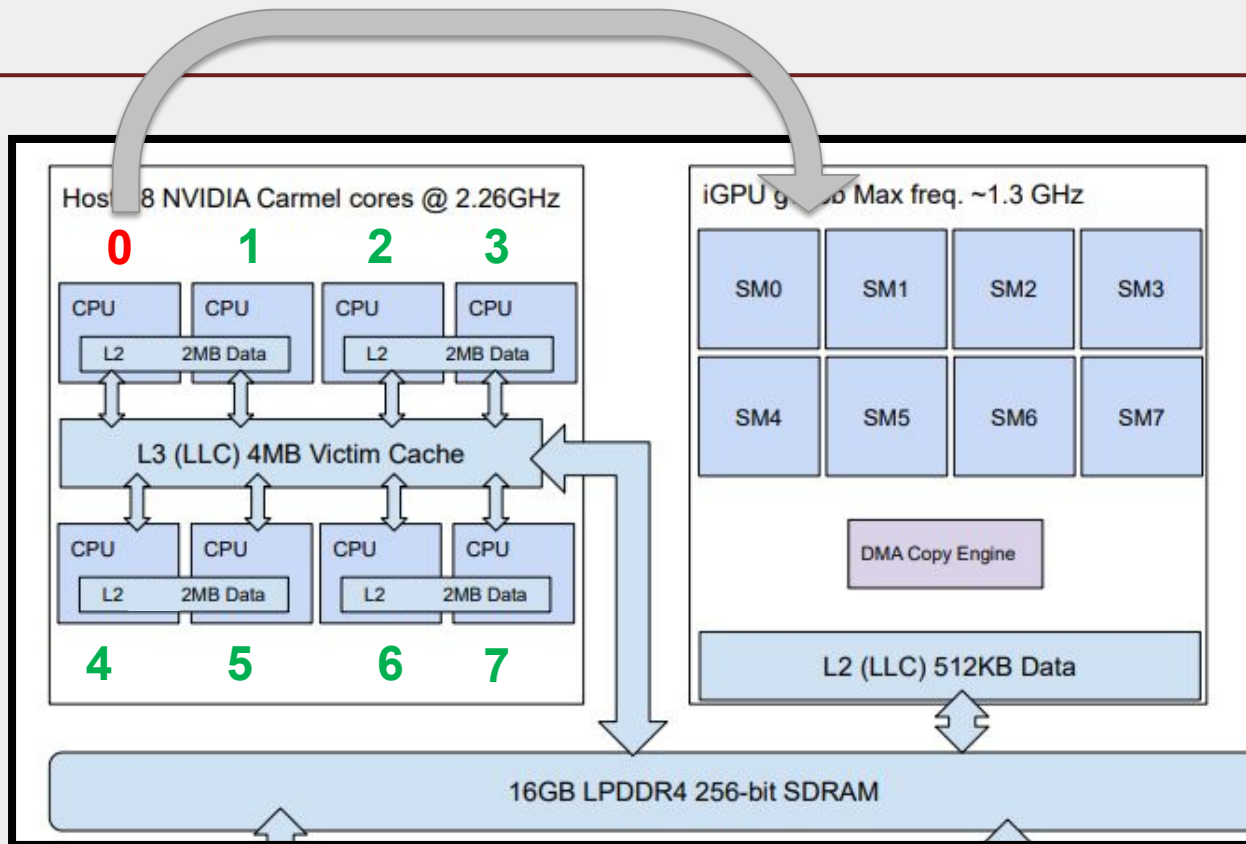 Host 8 NVIDIA Carmel cores @ 2.26GHz
0 1 2 3
CPU CPU CPU CPU
L2 2MB Data L2 2MB Data
L3 (LLC) 4MB Victim Cache
CPU CPU CPU CPU
L2 2MB Data L2 2MB Data
4 5 6 7
iGPU Max freq. ~1.3 GHz
SM0 SM1 SM2 SM3
SM4 SM5 SM6 SM7
DMA Copy Engine
L2 (LLC) 512KB Data
16GB LPDDR4 256-bit SDRAM